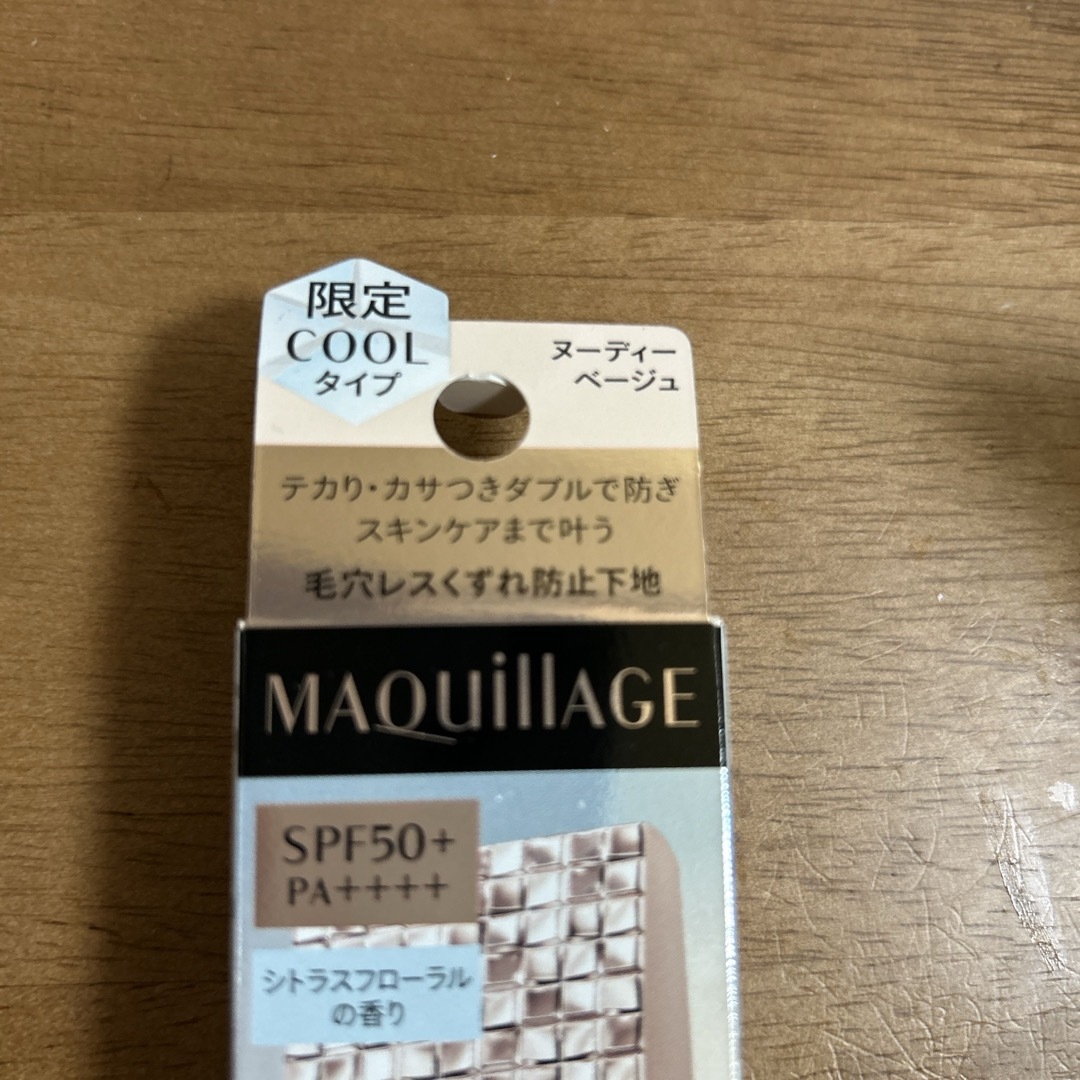 限定
COOL
タイプ
ヌーディー
ベージュ
テカリ・カサつきダブルで防ぎ
スキンケアまで叶う
毛穴レスくずれ防止下地
MAQuillAGE
SPF50+
PA++++
シトラスフローラル
の香り